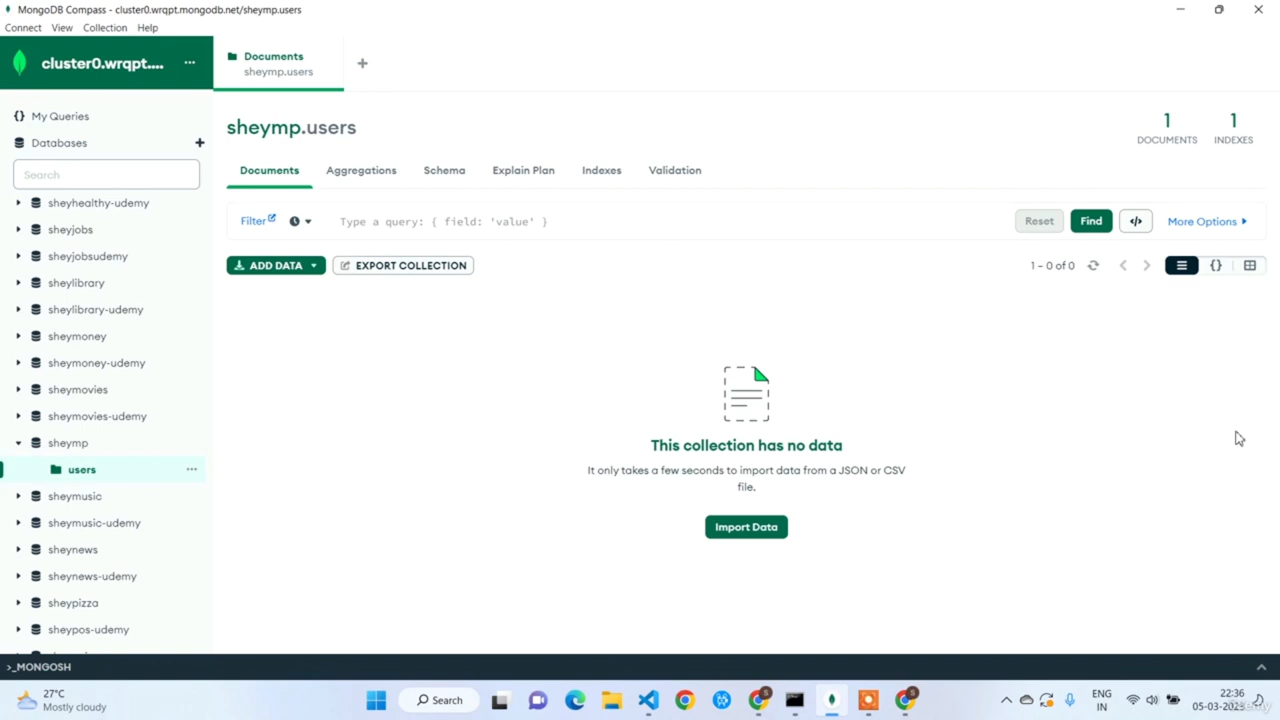 MongoDB Compass - cluster0.wrqpt.mongodb.net/sheymp.users
Connect View Collection Help
cluster0.wrqpt....
Documents
sheymp.users
My Queries
Databases
Search
sheyhealthy-udemy
sheyjobs
sheyjobsudemy
sheylibrary
sheylibrary-udemy
sheymoney
sheymoney-udemy
sheymovies
sheymovies-udemy
sheymp
users
sheymusic
sheymusic-udemy
sheynews
sheynews-udemy
sheypizza
sheypos-udemy
sheymp.users
1
DOCUMENTS
1
INDEXES
Documents Aggregations Schema Explain Plan Indexes Validation
Filter Type a query: { field: 'value' } Reset Find </> More Options
ADD DATA EXPORT COLLECTION 1 – 0 of 0 {}
This collection has no data
It only takes a few seconds to import data from a JSON or CSV
file.
Import Data
>_MONGOSH
27°C
Mostly cloudy
Search
S
S
ENG
IN
22:36
05-03-2023